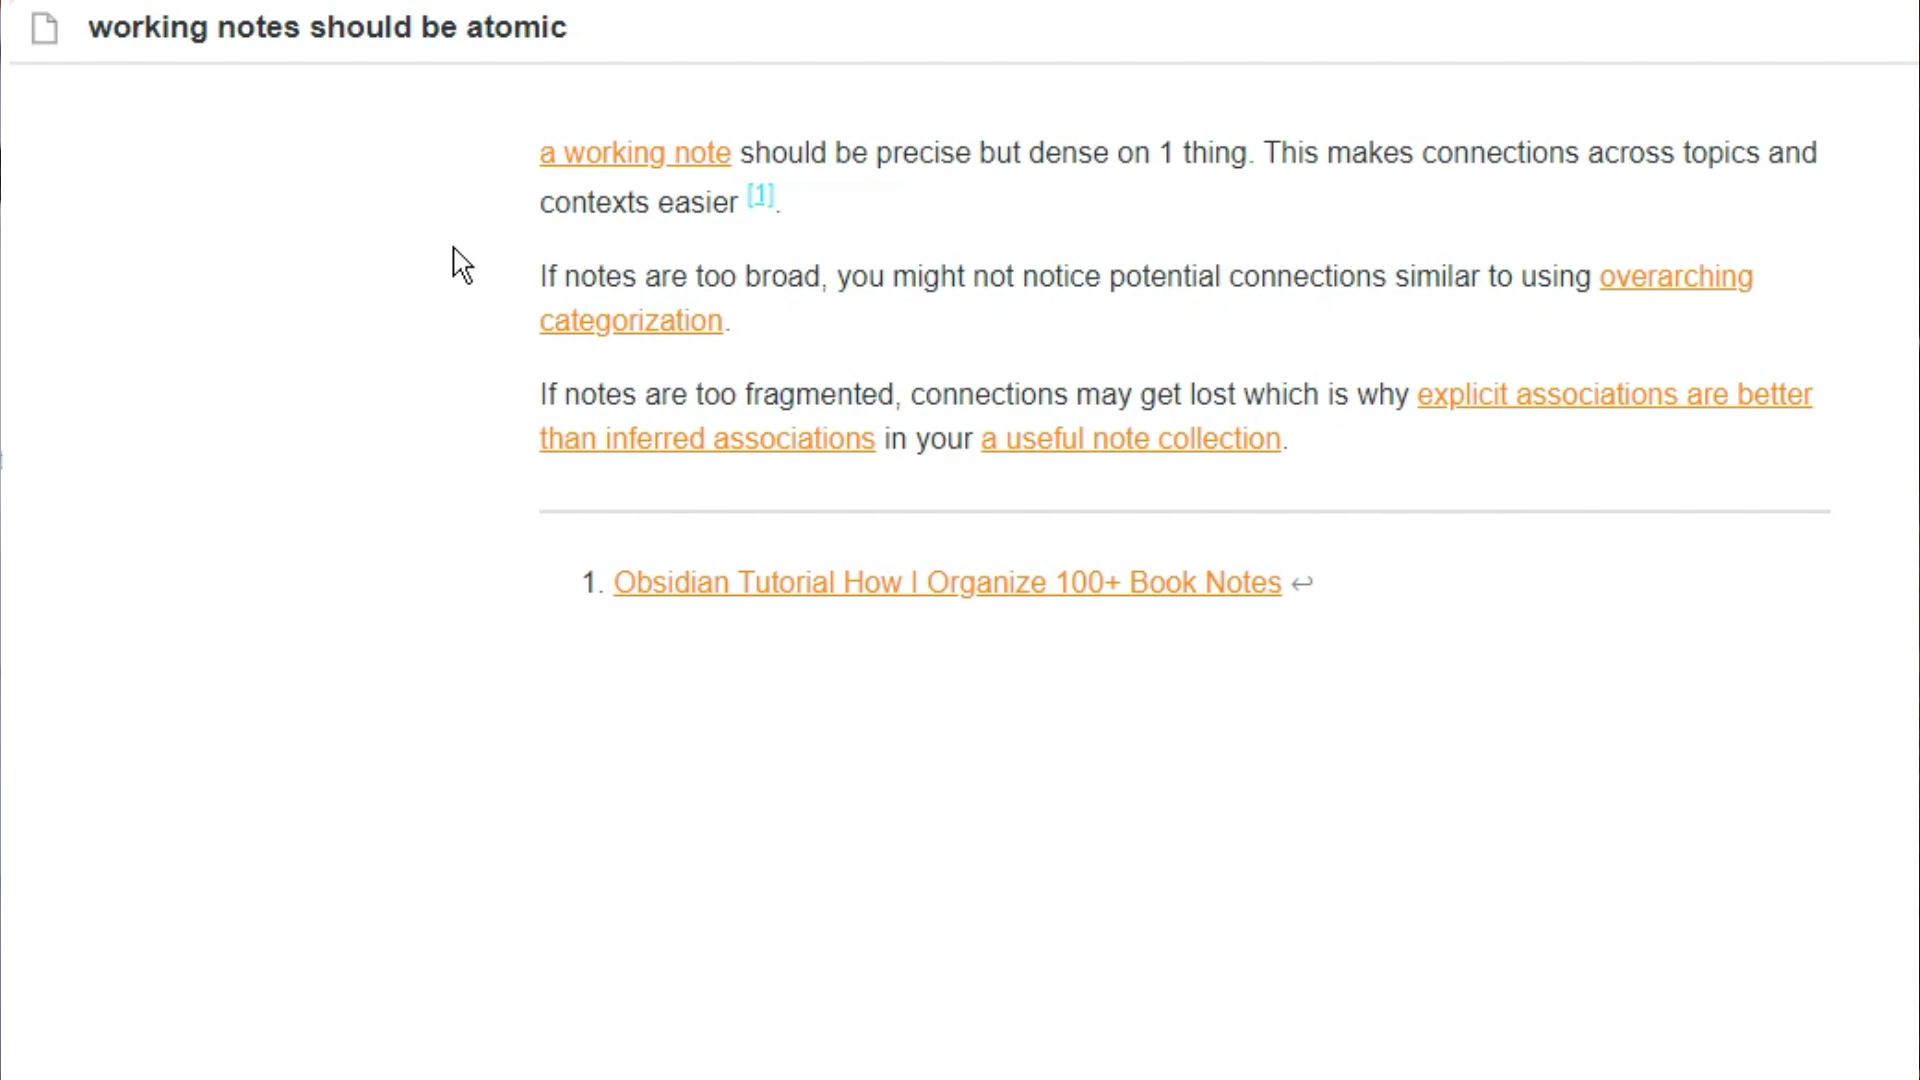 working notes should be atomic
a working note should be precise but dense on 1 thing. This makes connections across topics and
contexts easier [1].
If notes are too broad, you might not notice potential connections similar to using overarching
categorization.
If notes are too fragmented, connections may get lost which is why explicit associations are better
than inferred associations in your a useful note collection.
1. Obsidian Tutorial How I Organize 100+ Book Notes ↩